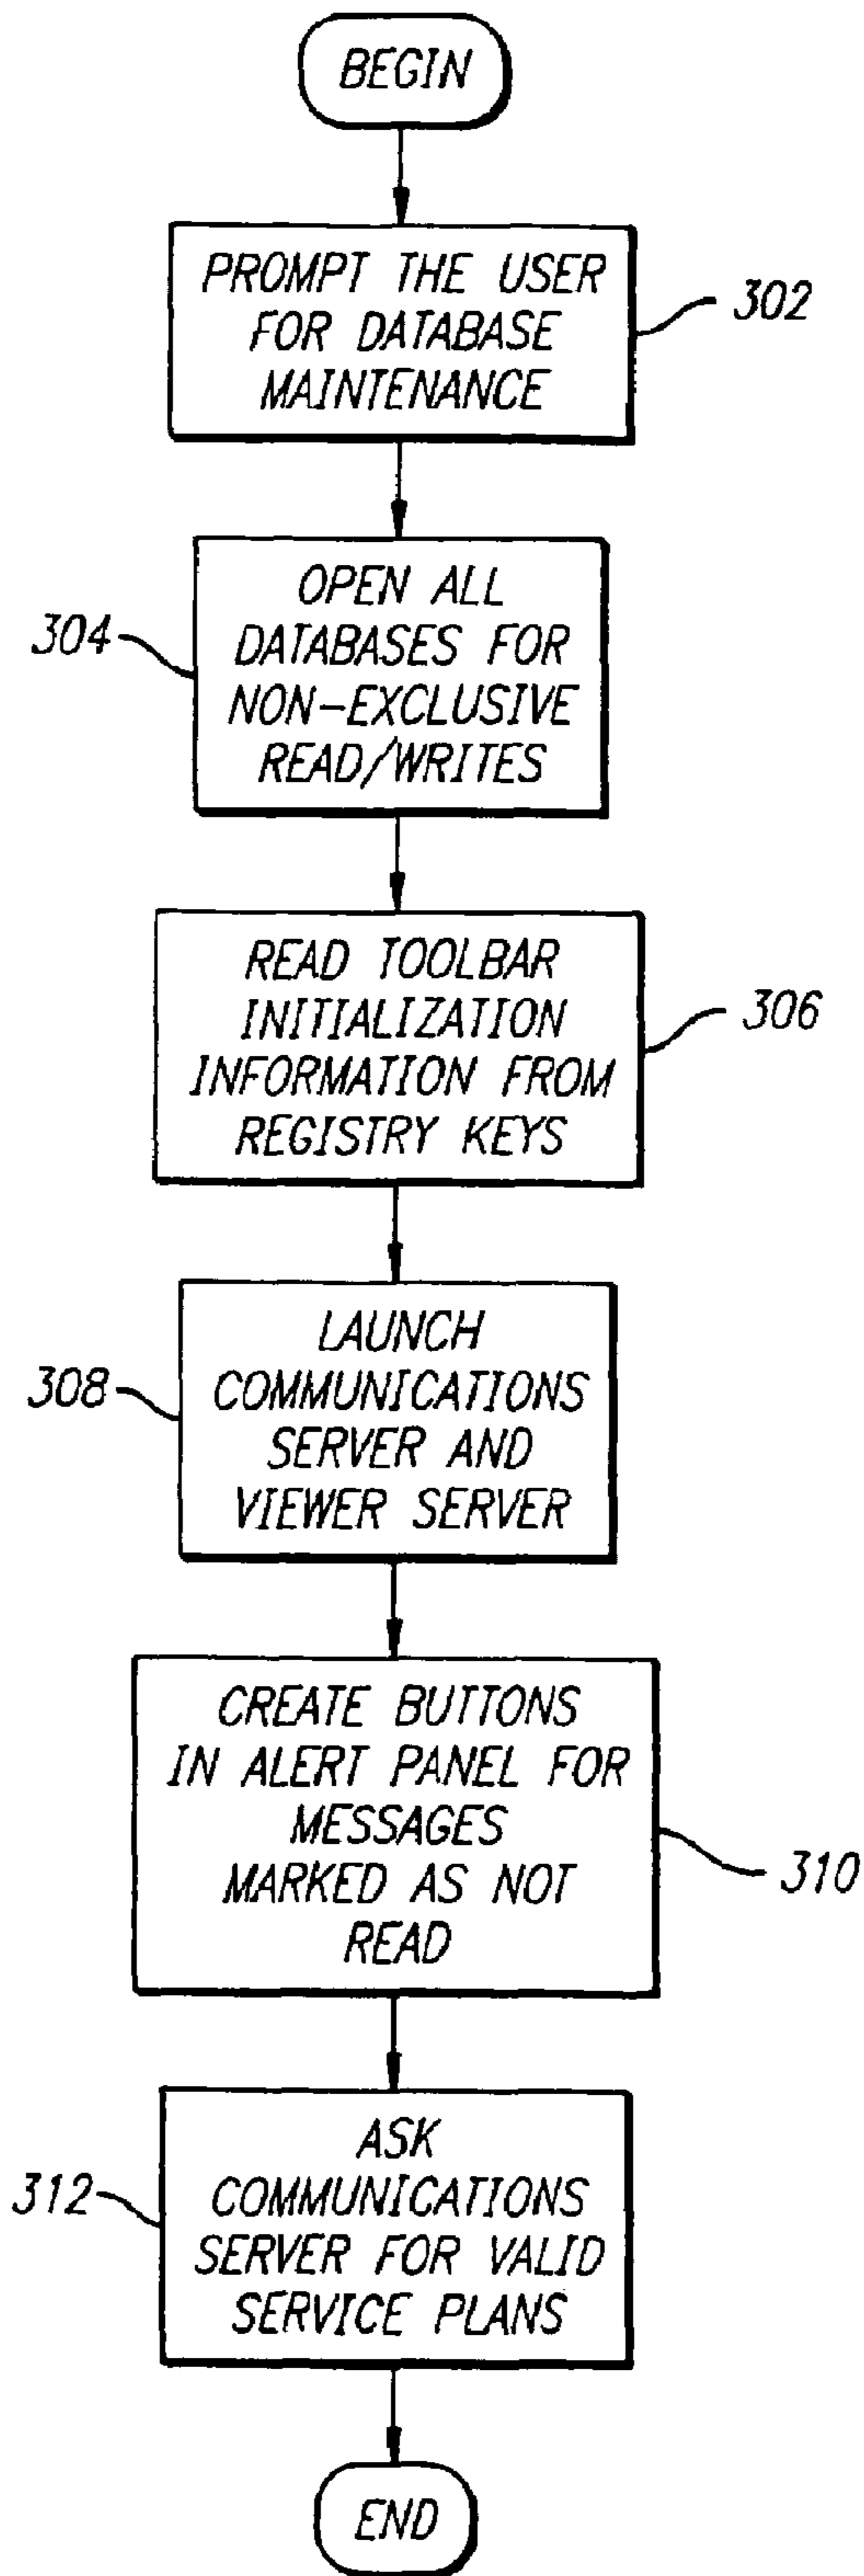 BEGIN
PROMPT THE USER
FOR DATABASE
MAINTENANCE
302
OPEN ALL
DATABASES FOR
NON-EXCLUSIVE
READ/WRITES
304
READ TOOLBAR
INITIALIZATION
INFORMATION FROM
REGISTRY KEYS
306
LAUNCH
COMMUNICATIONS
SERVER AND
VIEWER SERVER
308
CREATE BUTTONS
IN ALERT PANEL FOR
MESSAGES
MARKED AS NOT
READ
310
ASK
COMMUNICATIONS
SERVER FOR VALID
SERVICE PLANS
312
END